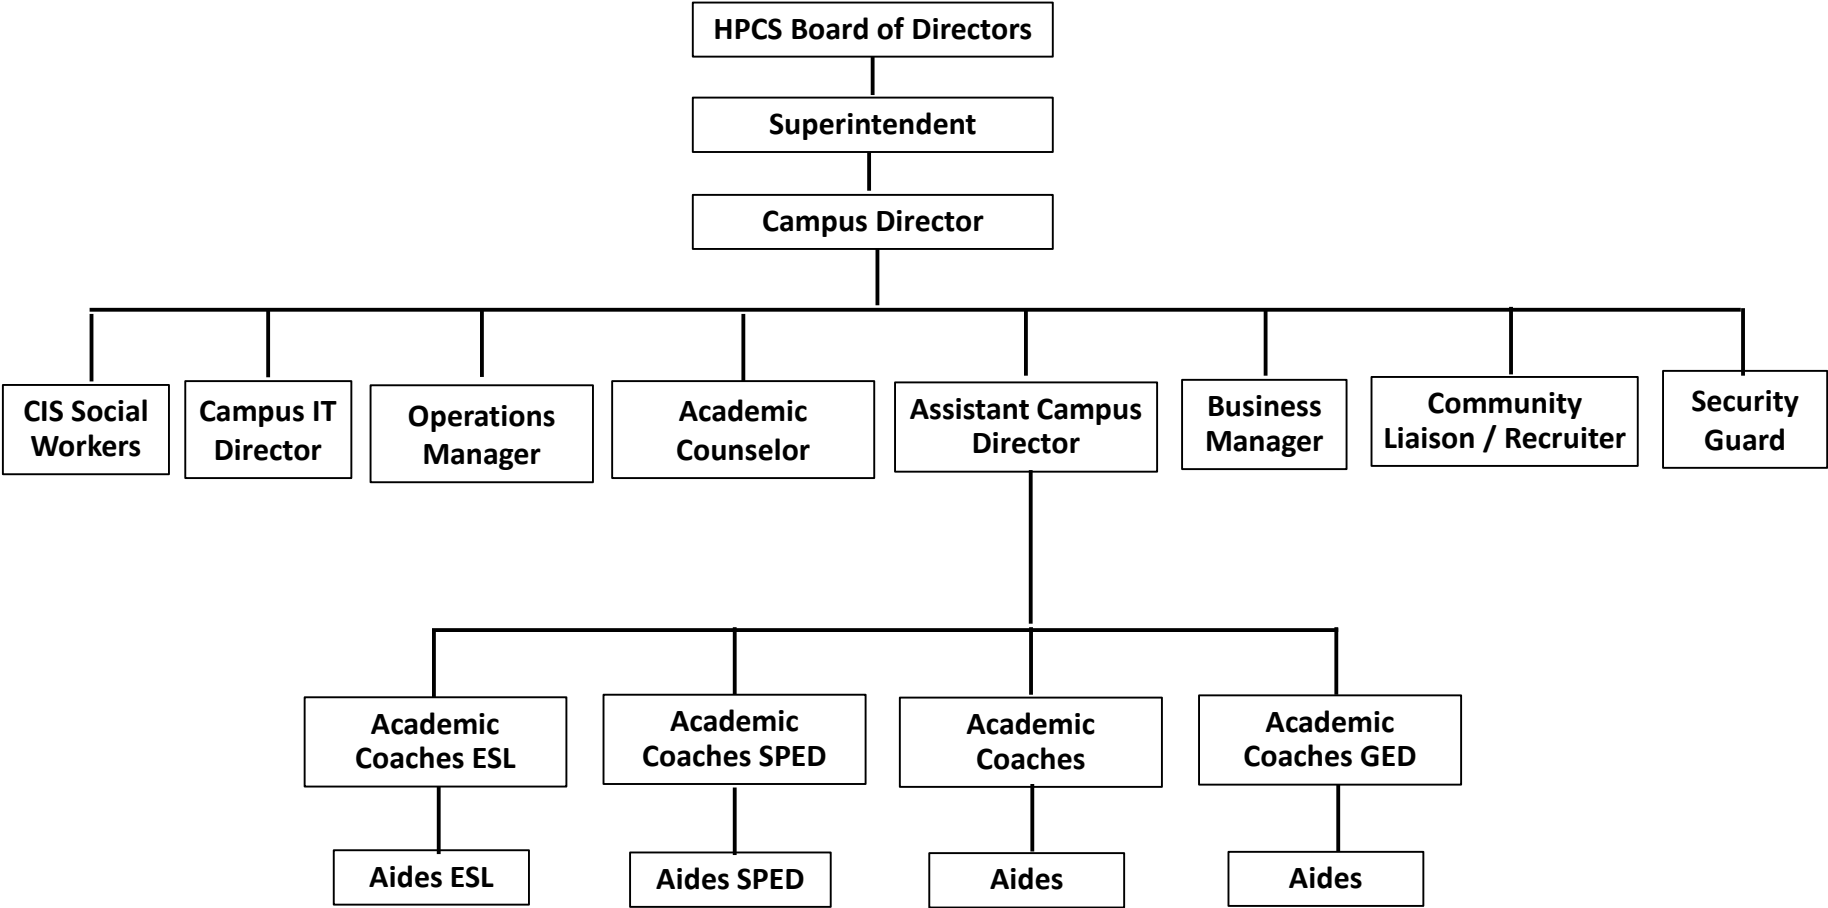 HPCS Board of Directors
Superintendent
Campus Director
CIS Social
Workers
Campus IT
Director
Operations
Manager
Academic
Counselor
Assistant Campus
Director
Business
Manager
Community
Liaison / Recruiter
Security
Guard
Academic
Coaches ESL
Academic
Coaches SPED
Academic
Coaches
Academic
Coaches GED
Aides ESL
Aides SPED
Aides
Aides